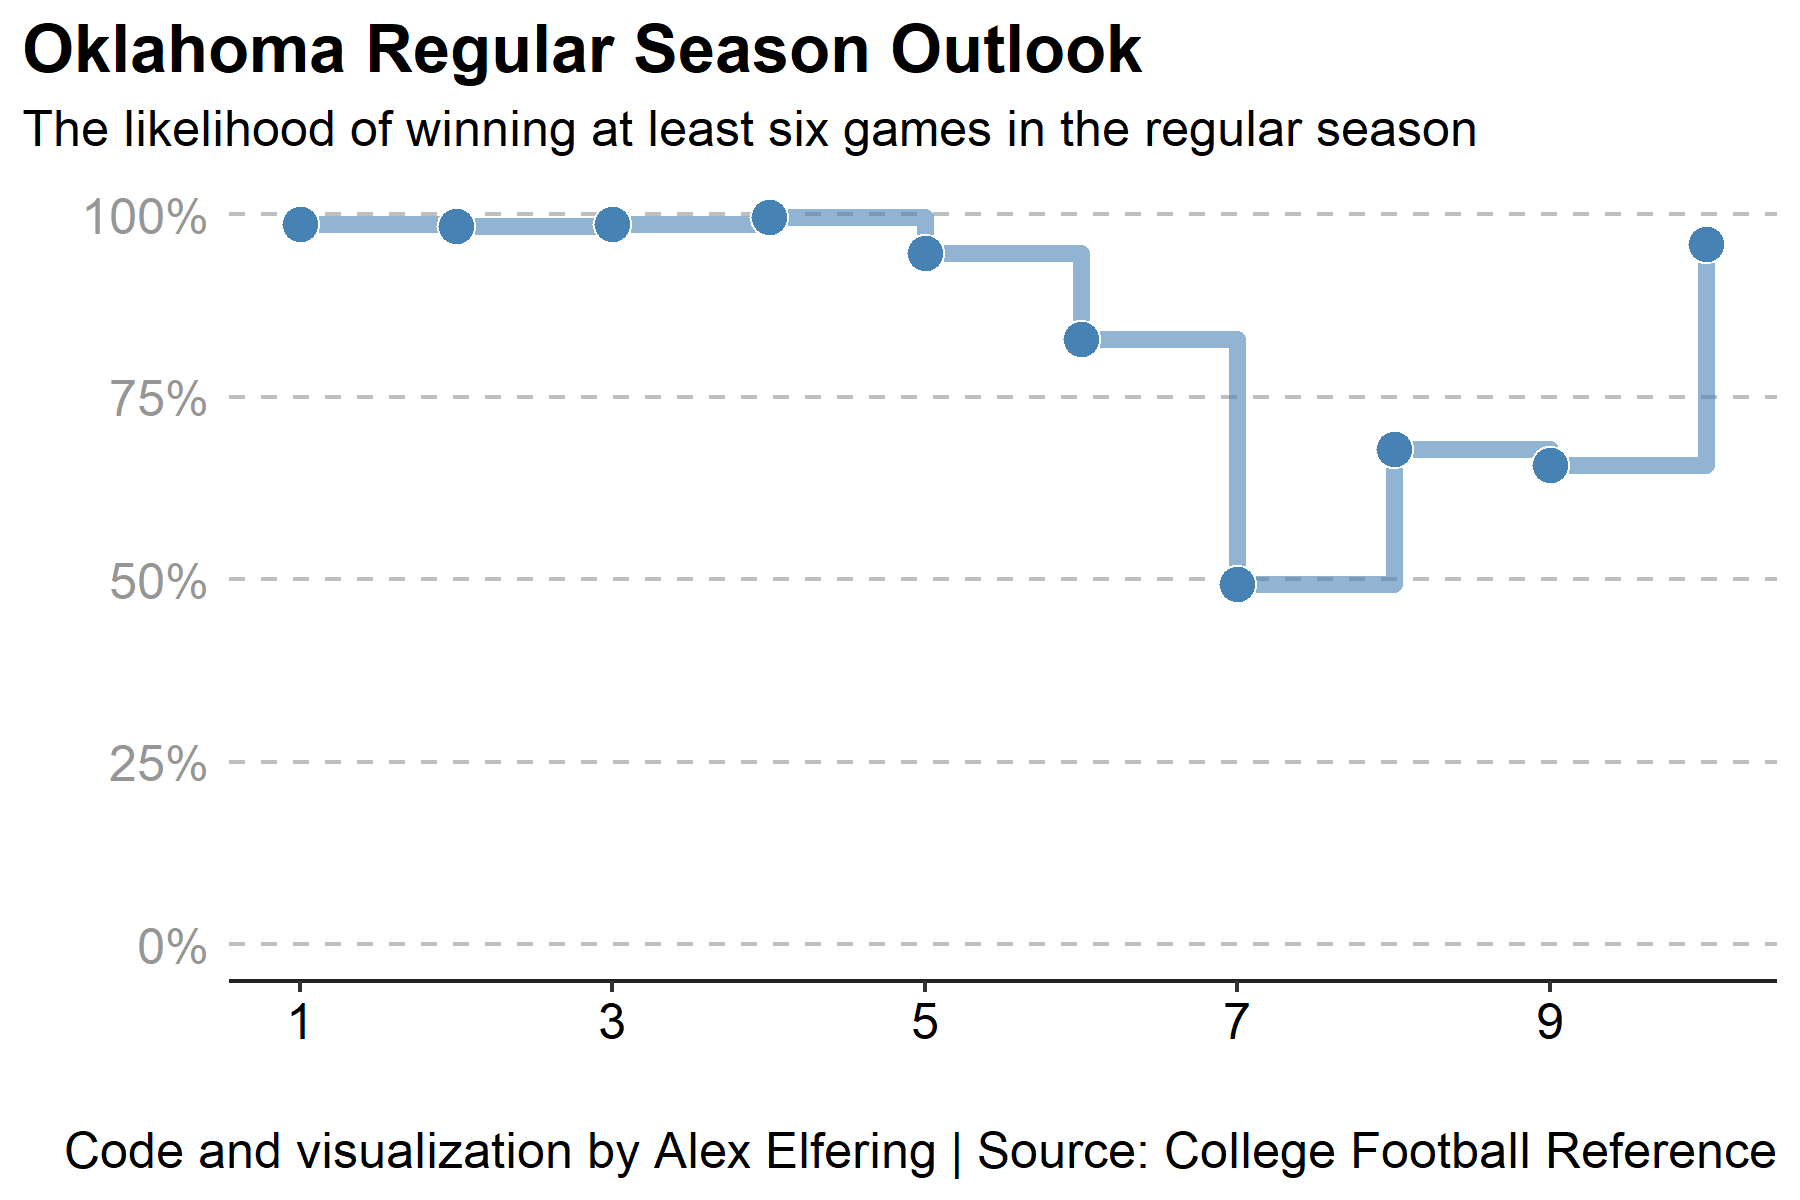 Oklahoma Regular Season Outlook
The likelihood of winning at least six games in the regular season
100%
75%
50%
25%
0%
1 3 5 7 9
Code and visualization by Alex Elfering | Source: College Football Reference